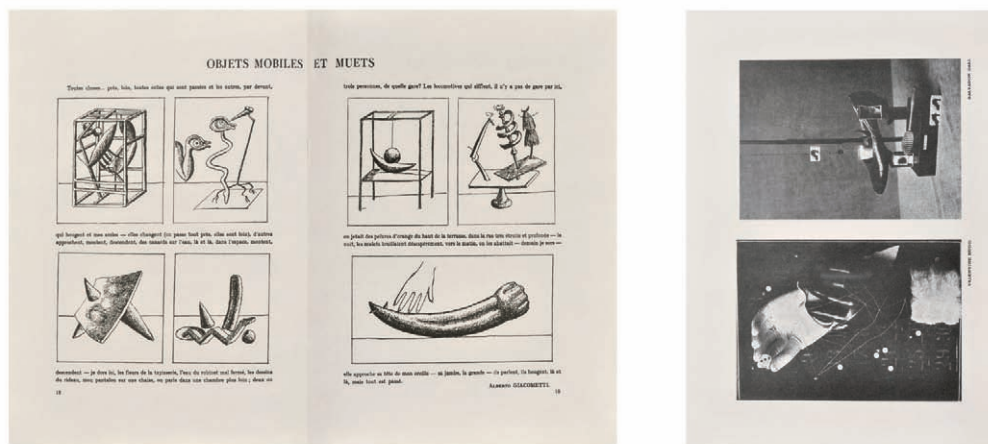 OBJETS MOBILES ET MUETS
Toutes choses... près, loin, toutes celles qui sont passées et les autres, par devant,
qui bougent et mes amies — elles changent (on passe tout près, elles sont loin), d'autres
approchent, montent, descendent, des canards sur l'eau, là et là, dans l'espace, montent,
descendent — je dors ici, les fleurs de la tapisserie, l'eau du robinet mal fermé, les dessins
du rideau, mon pantalon sur une chaise, on parle dans une chambre plus loin ; deux ou
18
trois personnes, de quelle gare? Les locomotives qui sifflent, il n'y a pas de gare par ici,
on jetait des pelures d'orange du haut de la terrasse, dans la rue très étroite et profonde — la
nuit, les mulets braillaient désespérément, vers le matin, on les abattait — demain je sors —
elle approche sa tête de mon oreille — sa jambe, la grande — ils parlent, ils bougent, là et
là, mais tout est passé.
ALBERTO GIACOMETTI.
19
SALVADOR DALI
VALENTINE HUGO